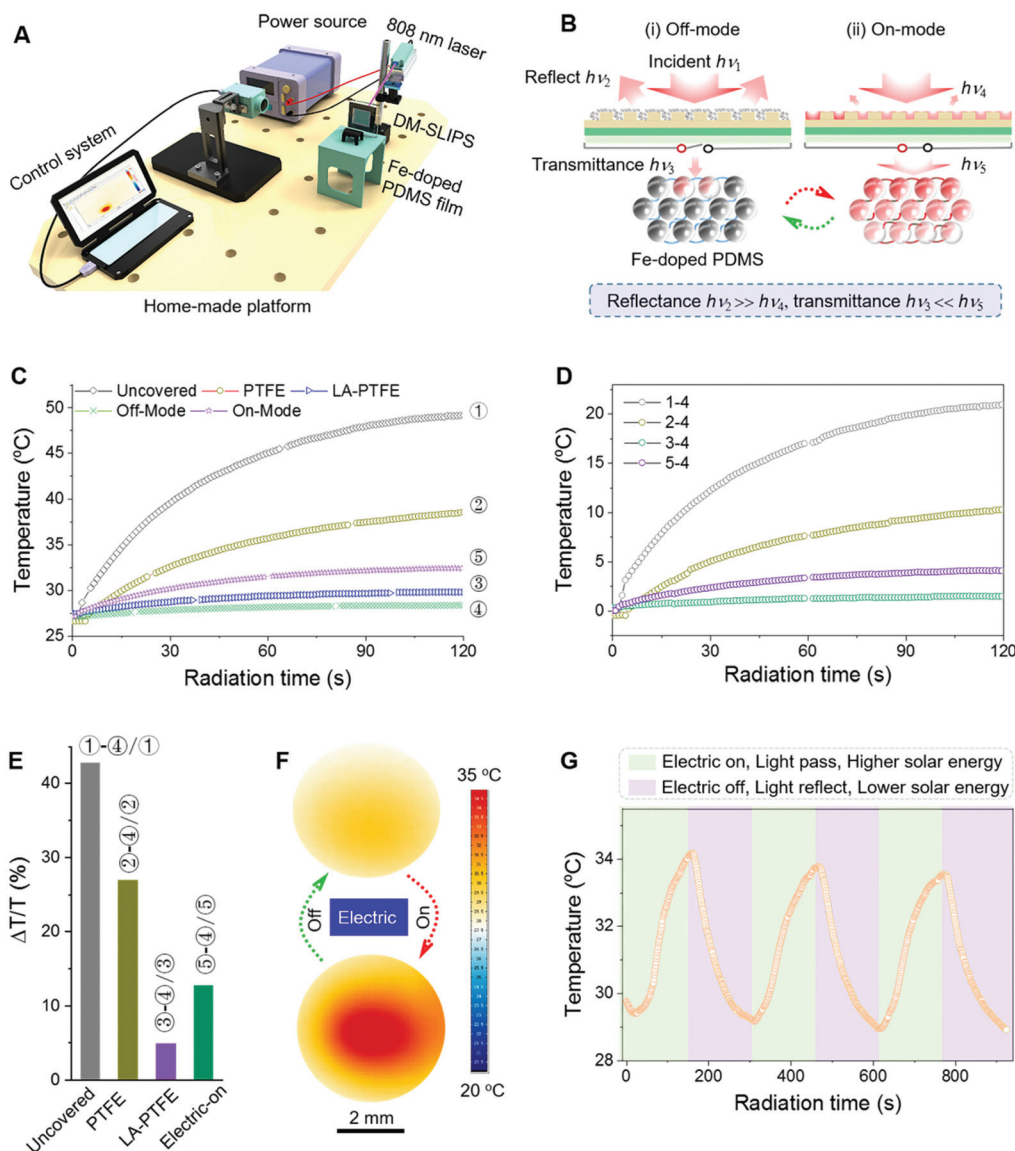 A
Power source
808 nm laser
Control system
DM-SLIPS
Fe-doped
PDMS film
Home-made platform
B
(i) Off-mode
(ii) On-mode
Incident hν1
Reflect hν2
hν4
Transmittance hν3
hν5
Fe-doped PDMS
Reflectance hν2 >> hν4, transmittance hν3 << hν5
C
Uncovered PTFE LA-PTFE
Off-Mode On-Mode
Temperature (ºC)
50
45
40
35
30
25
①
②
⑤
③
④
0 30 60 90 120
Radiation time (s)
D
1-4
2-4
3-4
5-4
Temperature (ºC)
20
15
10
5
0
0 30 60 90 120
Radiation time (s)
E
①-④/①
②-④/②
③-④/③
⑤-④/⑤
ΔT/T (%)
40
30
20
10
0
Uncovered
PTFE
LA-PTFE
Electric-on
F
35 ºC
Off
Electric
On
20 ºC
2 mm
G
Electric on, Light pass, Higher solar energy
Electric off, Light reflect, Lower solar energy
Temperature (ºC)
34
32
30
28
0 200 400 600 800
Radiation time (s)